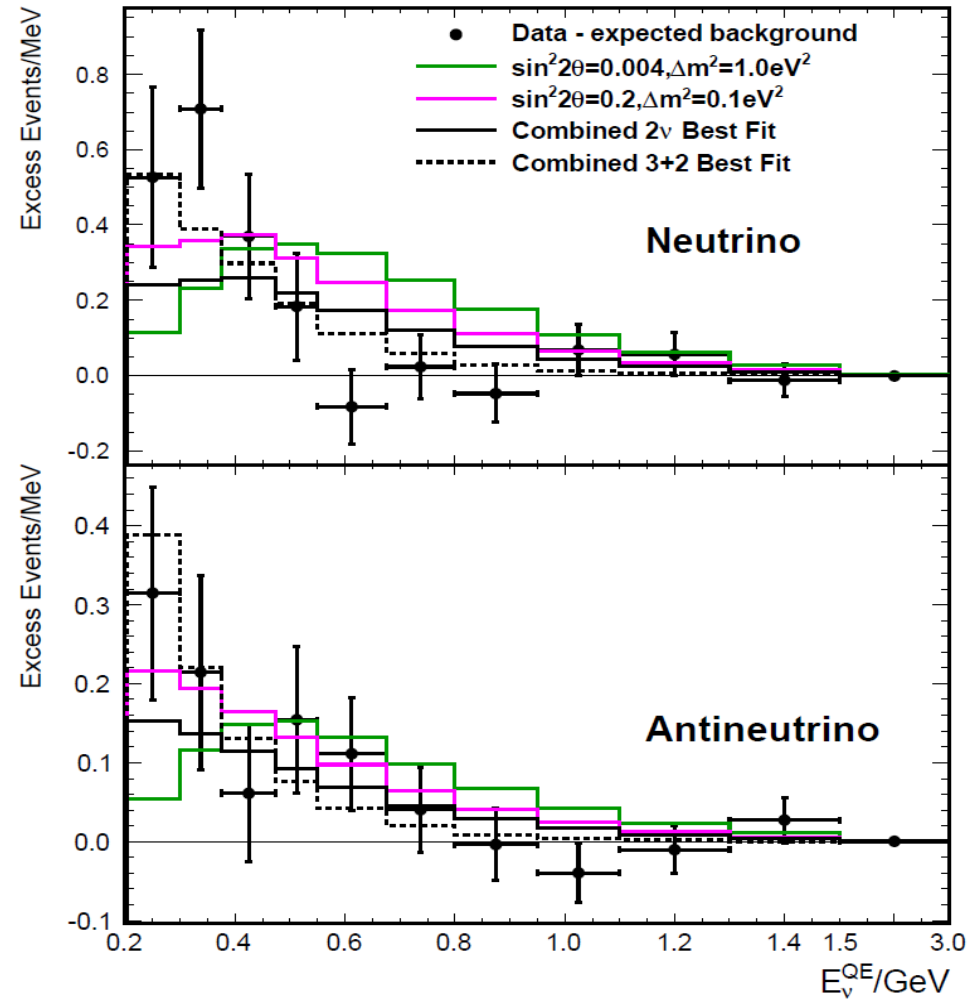 Data - expected background
sin²2θ=0.004,Δm²=1.0eV²
sin²2θ=0.2,Δm²=0.1eV²
Combined 2ν Best Fit
Combined 3+2 Best Fit
Neutrino
Excess Events/MeV
0.8
0.6
0.4
0.2
0.0
-0.2
Antineutrino
Excess Events/MeV
0.4
0.3
0.2
0.1
0.0
-0.1
0.2 0.4 0.6 0.8 1.0 1.2 1.4 1.5 3.0
E_ν^QE/GeV